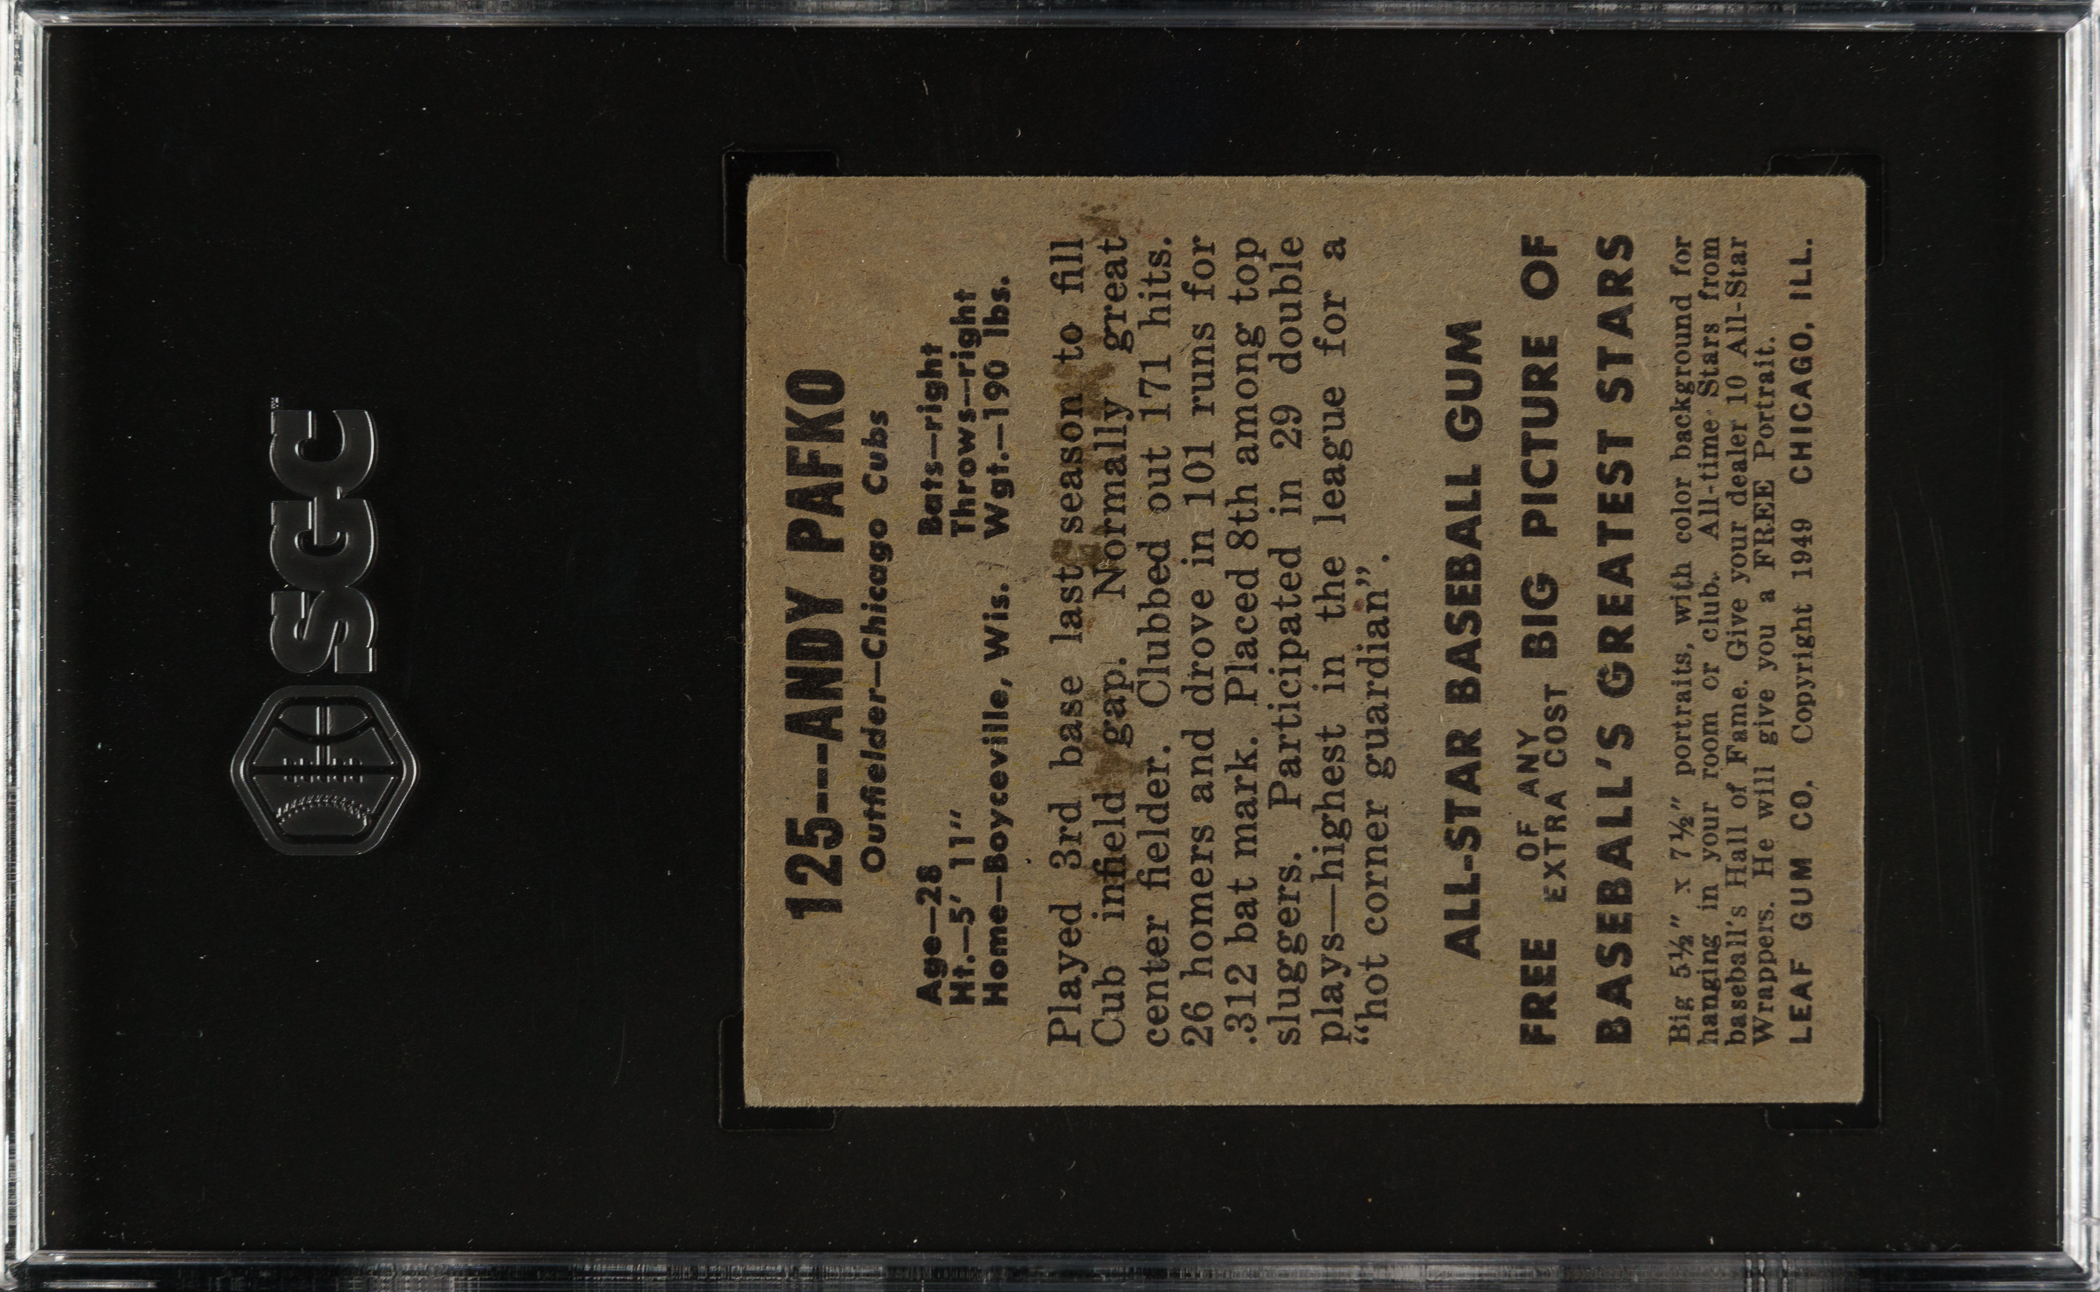 SGC™
125---ANDY PAFKO
Outfielder—Chicago Cubs
Age—28 Bats—right
Ht.—5' 11" Throws—right
Home—Boyceville, Wis. Wgt.—190 lbs.
Played 3rd base last season to fill
Cub infield gap. Normally great
center fielder. Clubbed out 171 hits.
26 homers and drove in 101 runs for
.312 bat mark. Placed 8th among top
sluggers. Participated in 29 double
plays—highest in the league for a
“hot corner guardian”.
ALL-STAR BASEBALL GUM
FREE OF ANY EXTRA COST BIG PICTURE OF
BASEBALL'S GREATEST STARS
Big 5½" x 7½" portraits, with color background for
hanging in your room or club. All-time Stars from
baseball's Hall of Fame. Give your dealer 10 All-Star
Wrappers. He will give you a FREE Portrait.
LEAF GUM CO. Copyright 1949 CHICAGO, ILL.